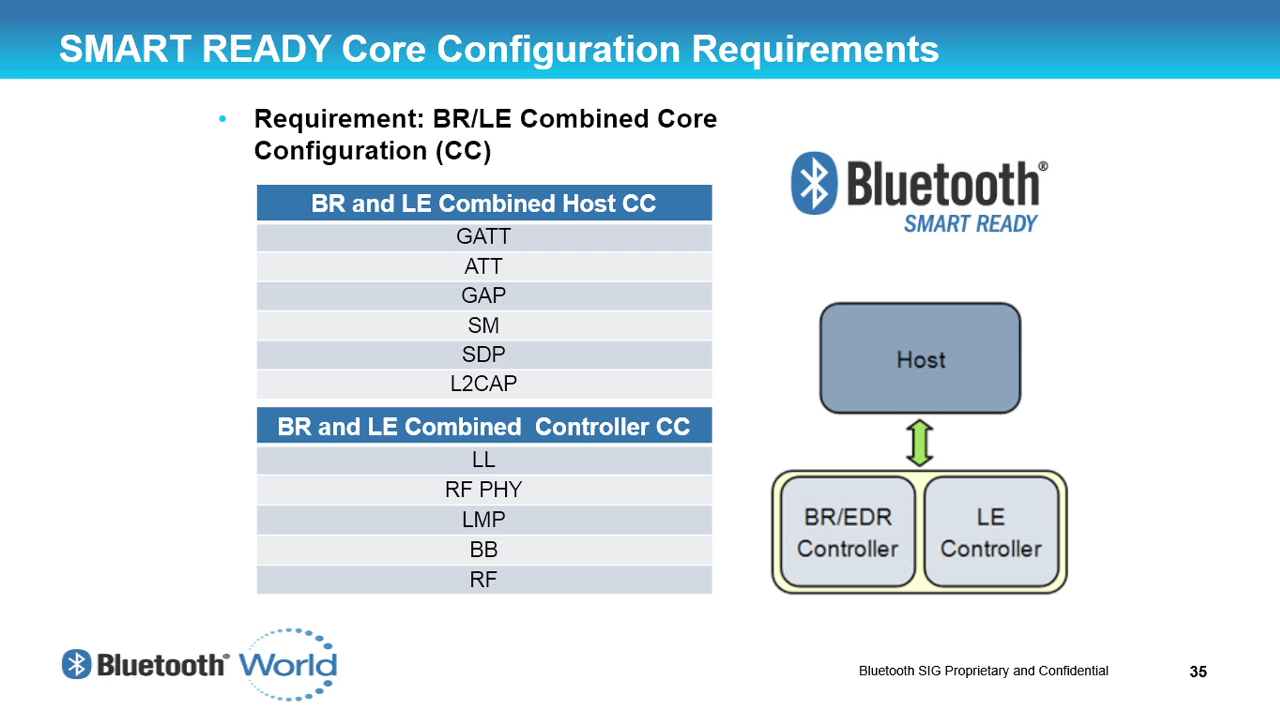 SMART READY Core Configuration Requirements
• Requirement: BR/LE Combined Core
Configuration (CC)
BR and LE Combined Host CC
GATT
ATT
GAP
SM
SDP
L2CAP
BR and LE Combined  Controller CC
LL
RF PHY
LMP
BB
RF
Bluetooth®
SMART READY
Host
BR/EDR
Controller
LE
Controller
Bluetooth® World
Bluetooth SIG Proprietary and Confidential
35